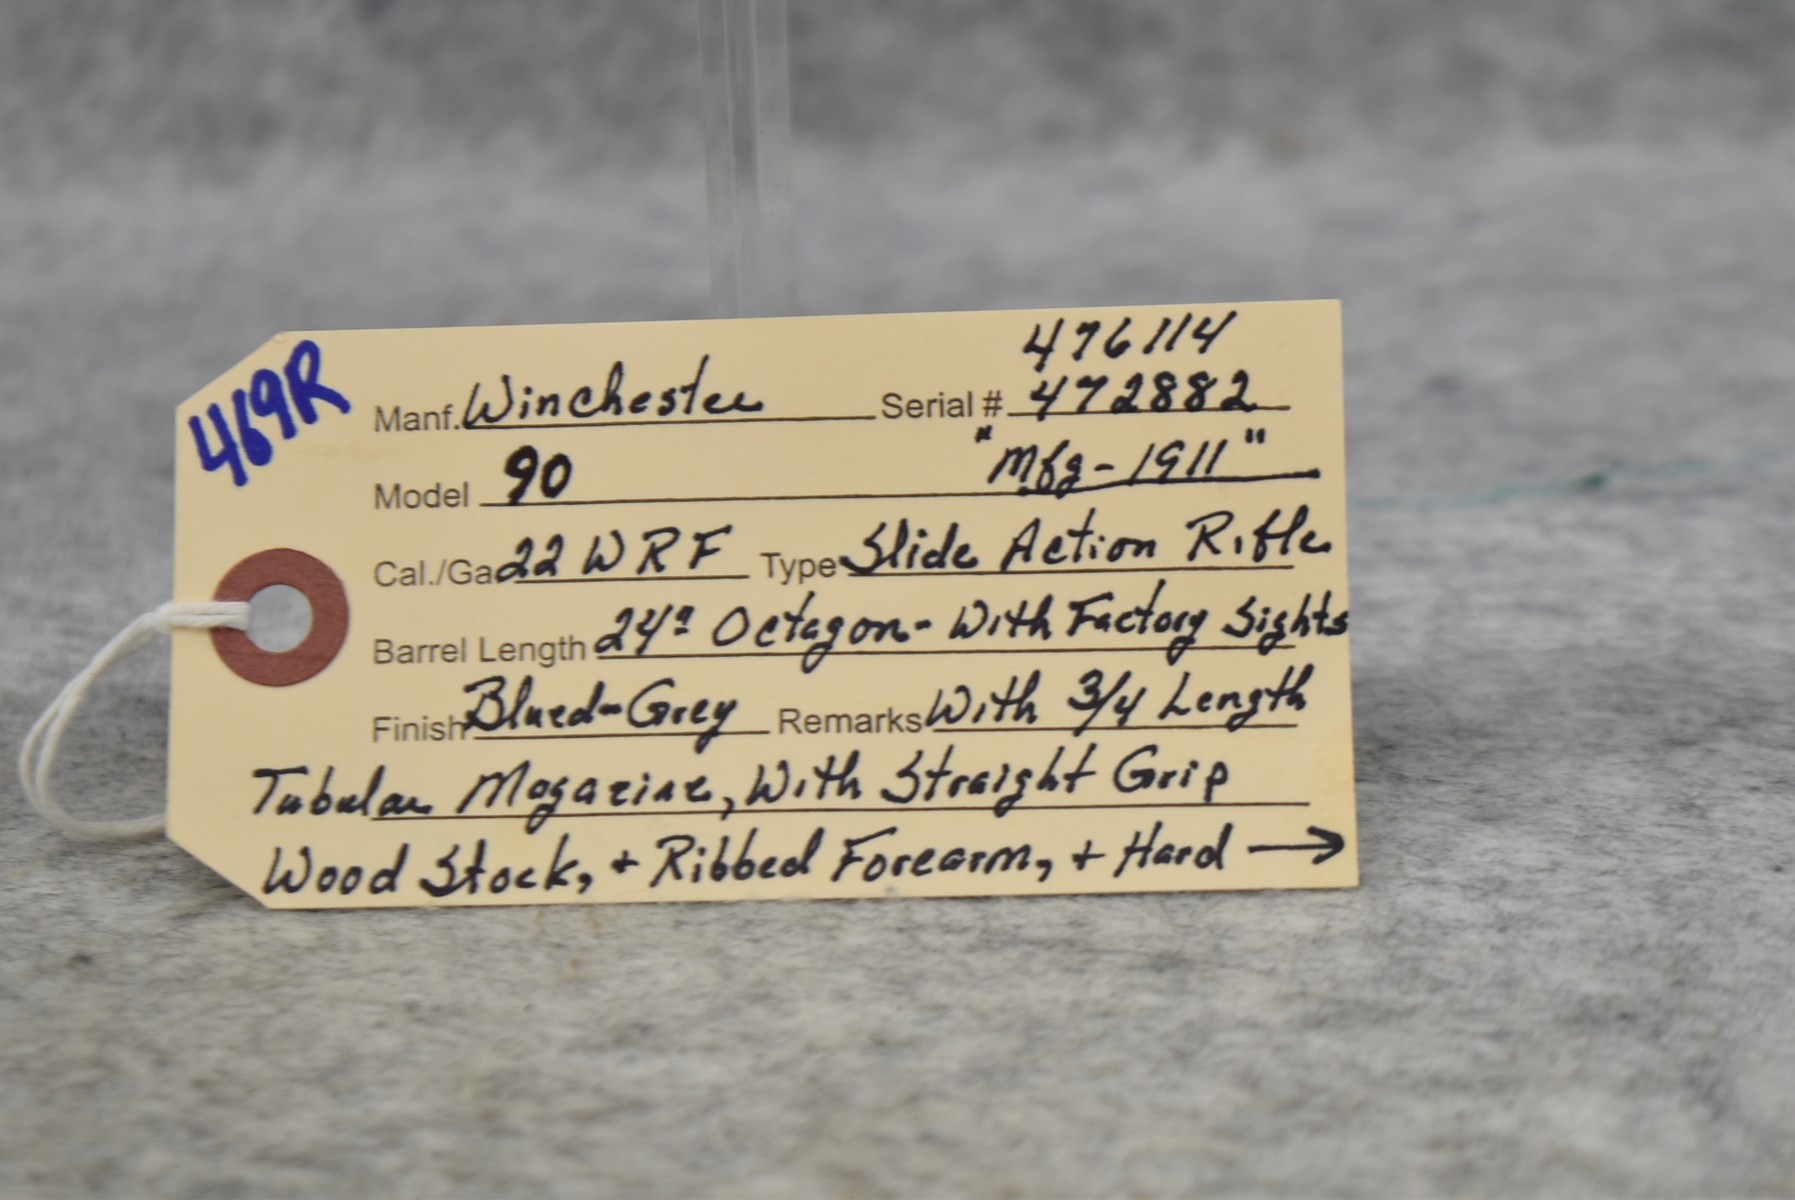 469R
476114
Manf. Winchester Serial # 472882
Model 90 "Mfg-1911"
Cal./Ga 22 WRF Type Slide Action Rifle
Barrel Length 24" Octagon - With Factory Sights
Finish Blued-Grey Remarks With 3/4 Length
Tubular Magazine, With Straight Grip
Wood Stock, + Ribbed Forearm, + Hard →